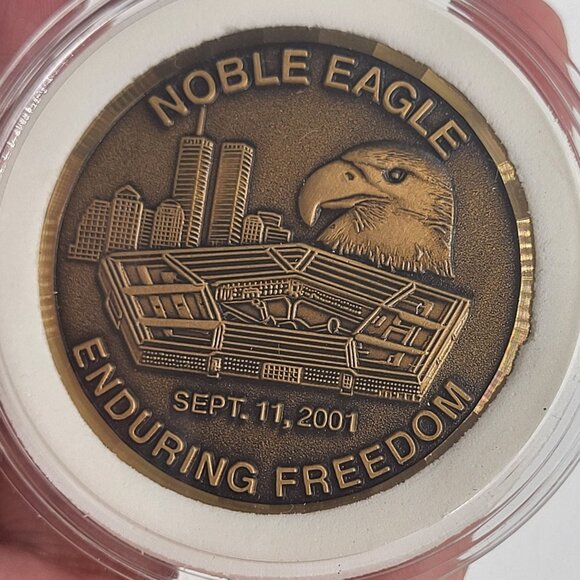 NOBLE EAGLE
SEPT. 11, 2001
ENDURING FREEDOM